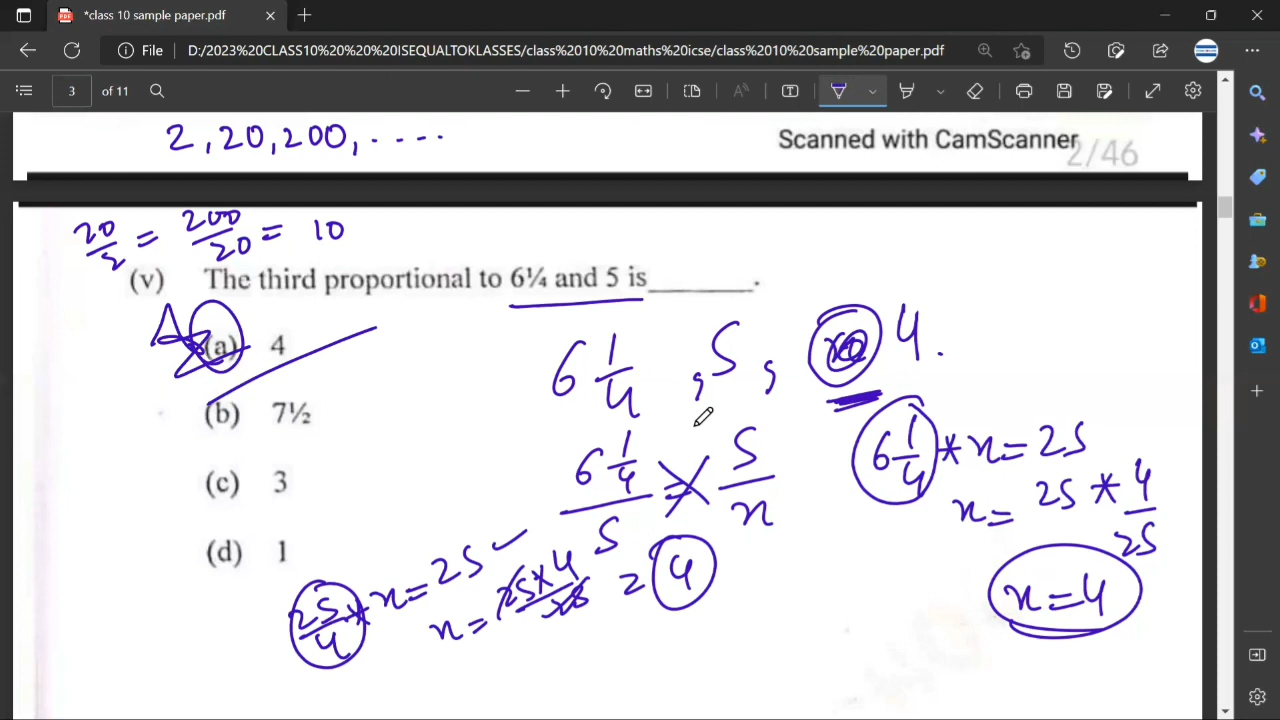 *class 10 sample paper.pdf
File D:/2023%20CLASS10%20%20%20ISEQUALTOKLASSES/class%2010%20maths%20icse/class%2010%20sample%20paper.pdf
3 of 11
2, 20, 200, ....
Scanned with CamScanner
2/46
20/2 = 200/20 = 10
(v) The third proportional to 6¼ and 5 is_______.
(a) 4
6 1/4 , 5 , 4.
(b) 7½
6 1/4 / 5 = 5/x
6 1/4 * x = 25
(c) 3
x = 25 * 4/25
(d) 1
25/4 * x = 25
x = 25*4/25 = 4
x = 4